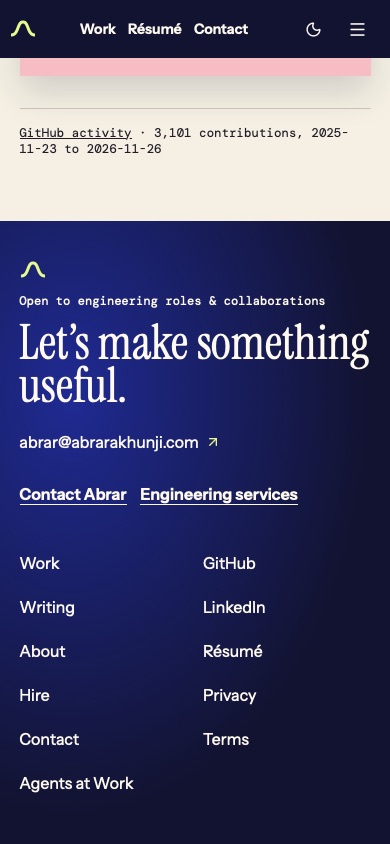 Work Résumé Contact
GitHub activity · 3,101 contributions, 2025-
11-23 to 2026-11-26
Open to engineering roles & collaborations
Let’s make something
useful.
abrar@abrarakhunji.com ↗
Contact Abrar Engineering services
Work GitHub
Writing LinkedIn
About Résumé
Hire Privacy
Contact Terms
Agents at Work